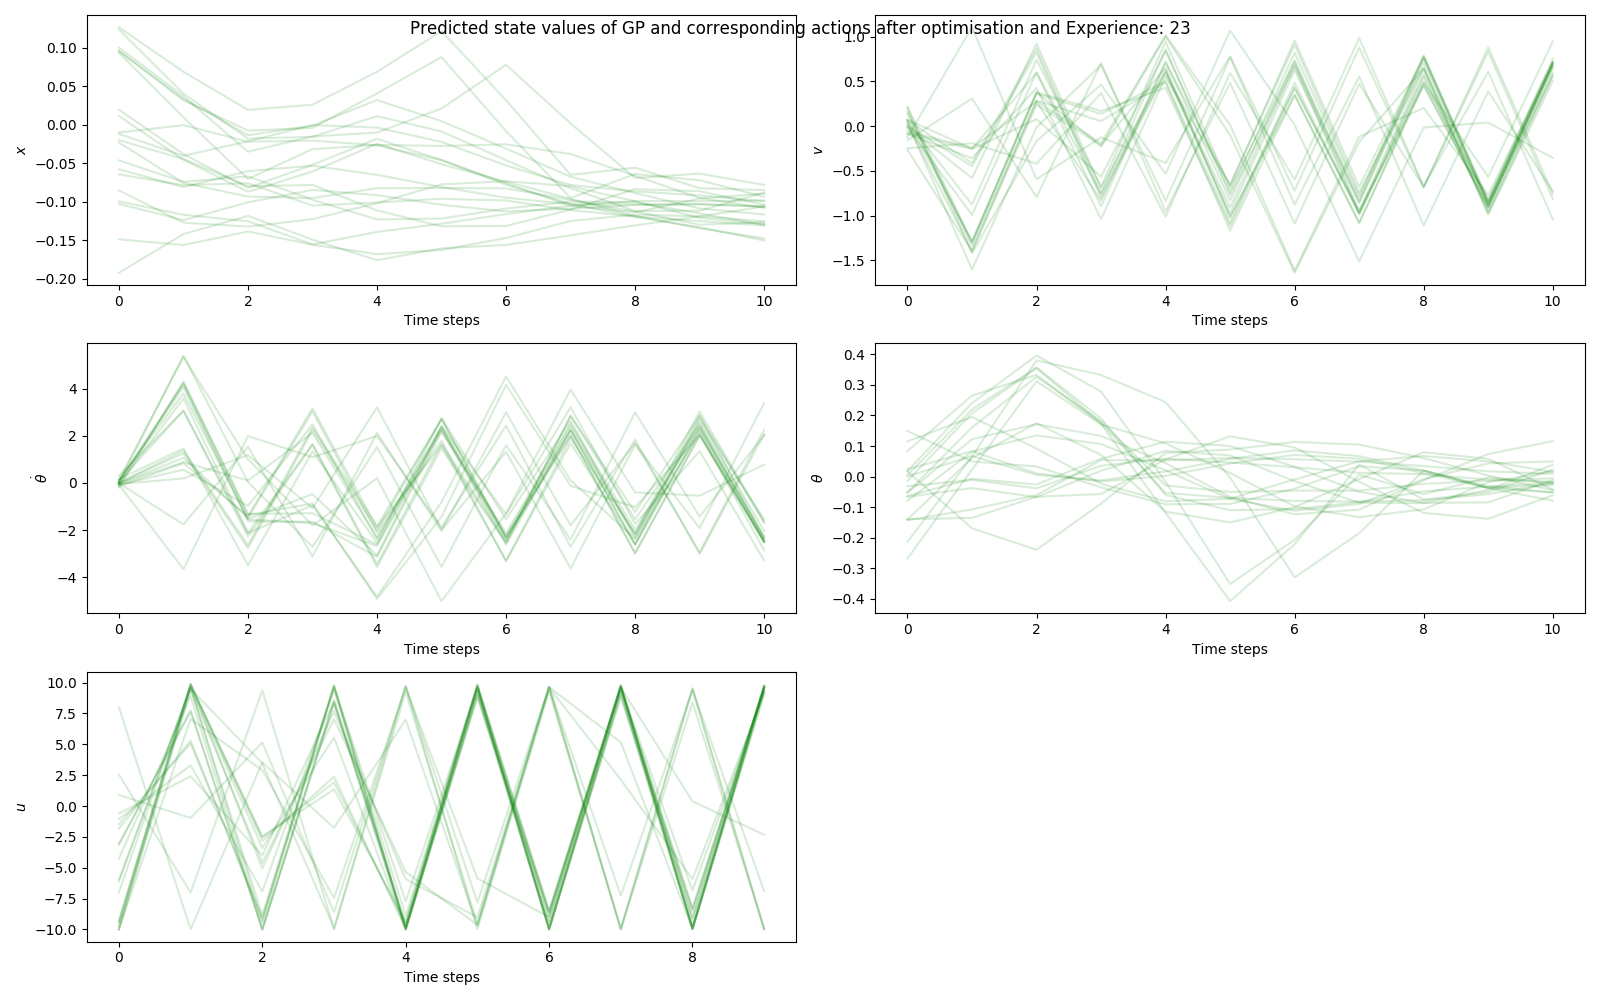 Predicted state values of GP and corresponding actions after optimisation and Experience: 23
0.10
0.05
0.00
−0.05
−0.10
−0.15
−0.20
x
0 2 4 6 8 10
Time steps
1.0
0.5
0.0
−0.5
−1.0
−1.5
v
0 2 4 6 8 10
Time steps
4
2
0
−2
−4
θ̇
0 2 4 6 8 10
Time steps
0.4
0.3
0.2
0.1
0.0
−0.1
−0.2
−0.3
−0.4
θ
0 2 4 6 8 10
Time steps
10.0
7.5
5.0
2.5
0.0
−2.5
−5.0
−7.5
−10.0
u
0 2 4 6 8
Time steps